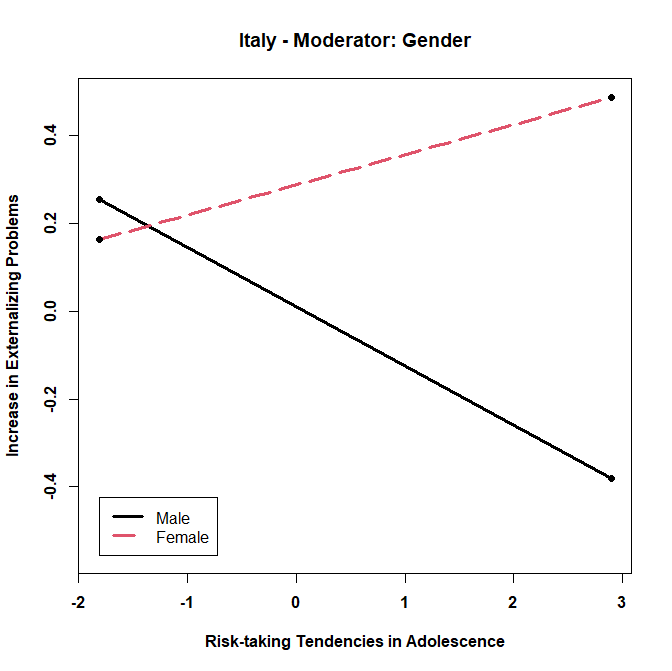 Italy - Moderator: Gender
Increase in Externalizing Problems
0.4
0.2
0.0
-0.2
-0.4
Male
Female
-2 -1 0 1 2 3
Risk-taking Tendencies in Adolescence